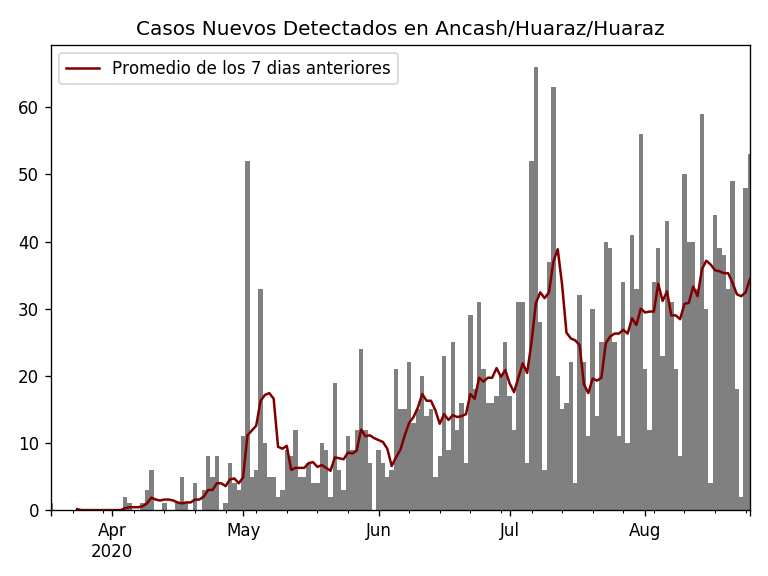 Casos Nuevos Detectados en Ancash/Huaraz/Huaraz
Promedio de los 7 dias anteriores
60
50
40
30
20
10
0
Apr
2020
May
Jun
Jul
Aug